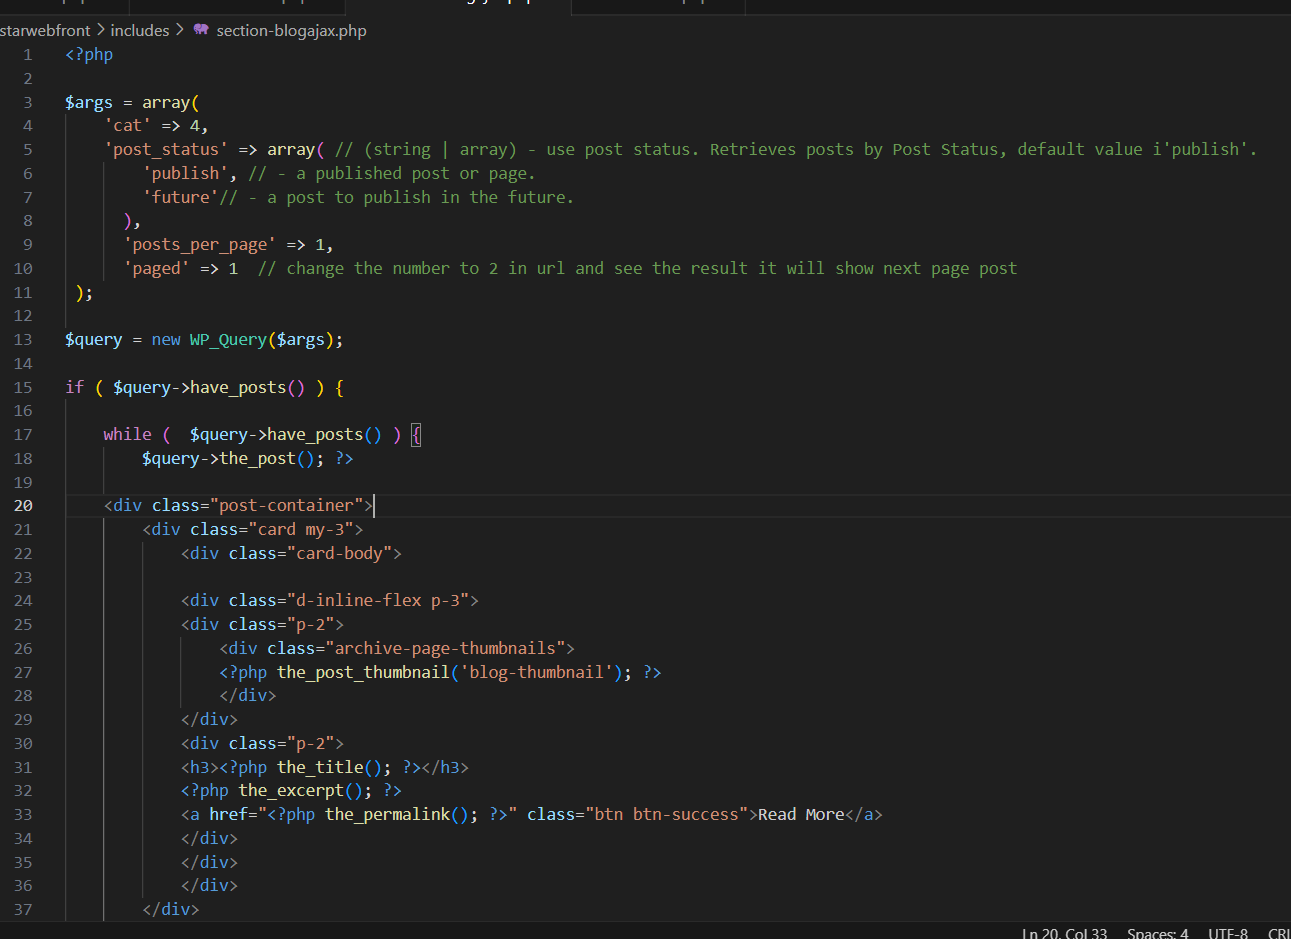 starwebfront > includes > section-blogajax.php
1 <?php
2
3 $args = array(
4 'cat' => 4,
5 'post_status' => array( // (string | array) - use post status. Retrieves posts by Post Status, default value i'publish'.
6 'publish', // - a published post or page.
7 'future'// - a post to publish in the future.
8 ),
9 'posts_per_page' => 1,
10 'paged' => 1  // change the number to 2 in url and see the result it will show next page post
11 );
12
13 $query = new WP_Query($args);
14
15 if ( $query->have_posts() ) {
16
17 while (  $query->have_posts() ) {
18 $query->the_post(); ?>
19
20 <div class="post-container">
21 <div class="card my-3">
22 <div class="card-body">
23
24 <div class="d-inline-flex p-3">
25 <div class="p-2">
26 <div class="archive-page-thumbnails">
27 <?php the_post_thumbnail('blog-thumbnail'); ?>
28 </div>
29 </div>
30 <div class="p-2">
31 <h3><?php the_title(); ?></h3>
32 <?php the_excerpt(); ?>
33 <a href="<?php the_permalink(); ?>" class="btn btn-success">Read More</a>
34 </div>
35 </div>
36 </div>
37 </div>
Ln 20, Col 33 Spaces: 4 UTF-8